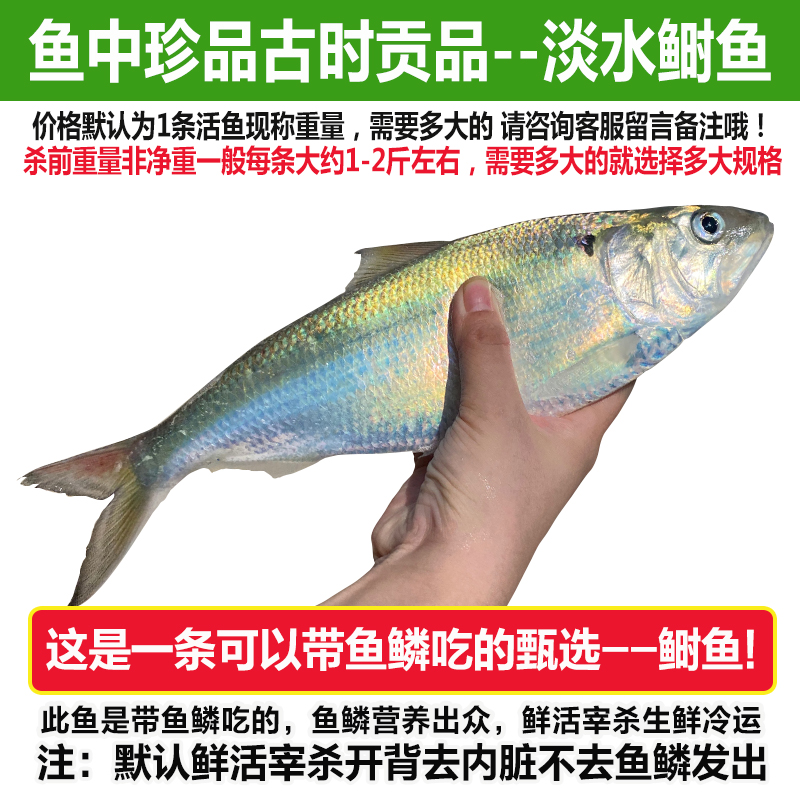 鱼中珍品古时贡品--淡水鲥鱼
价格默认为1条活鱼现称重量，需要多大的 请咨询客服留言备注哦！
杀前重量非净重一般每条大约1-2斤左右，需要多大的就选择多大规格
这是一条可以带鱼鳞吃的甄选——鲥鱼!
此鱼是带鱼鳞吃的，鱼鳞营养出众，鲜活宰杀生鲜冷运
注：默认鲜活宰杀开背去内脏不去鱼鳞发出